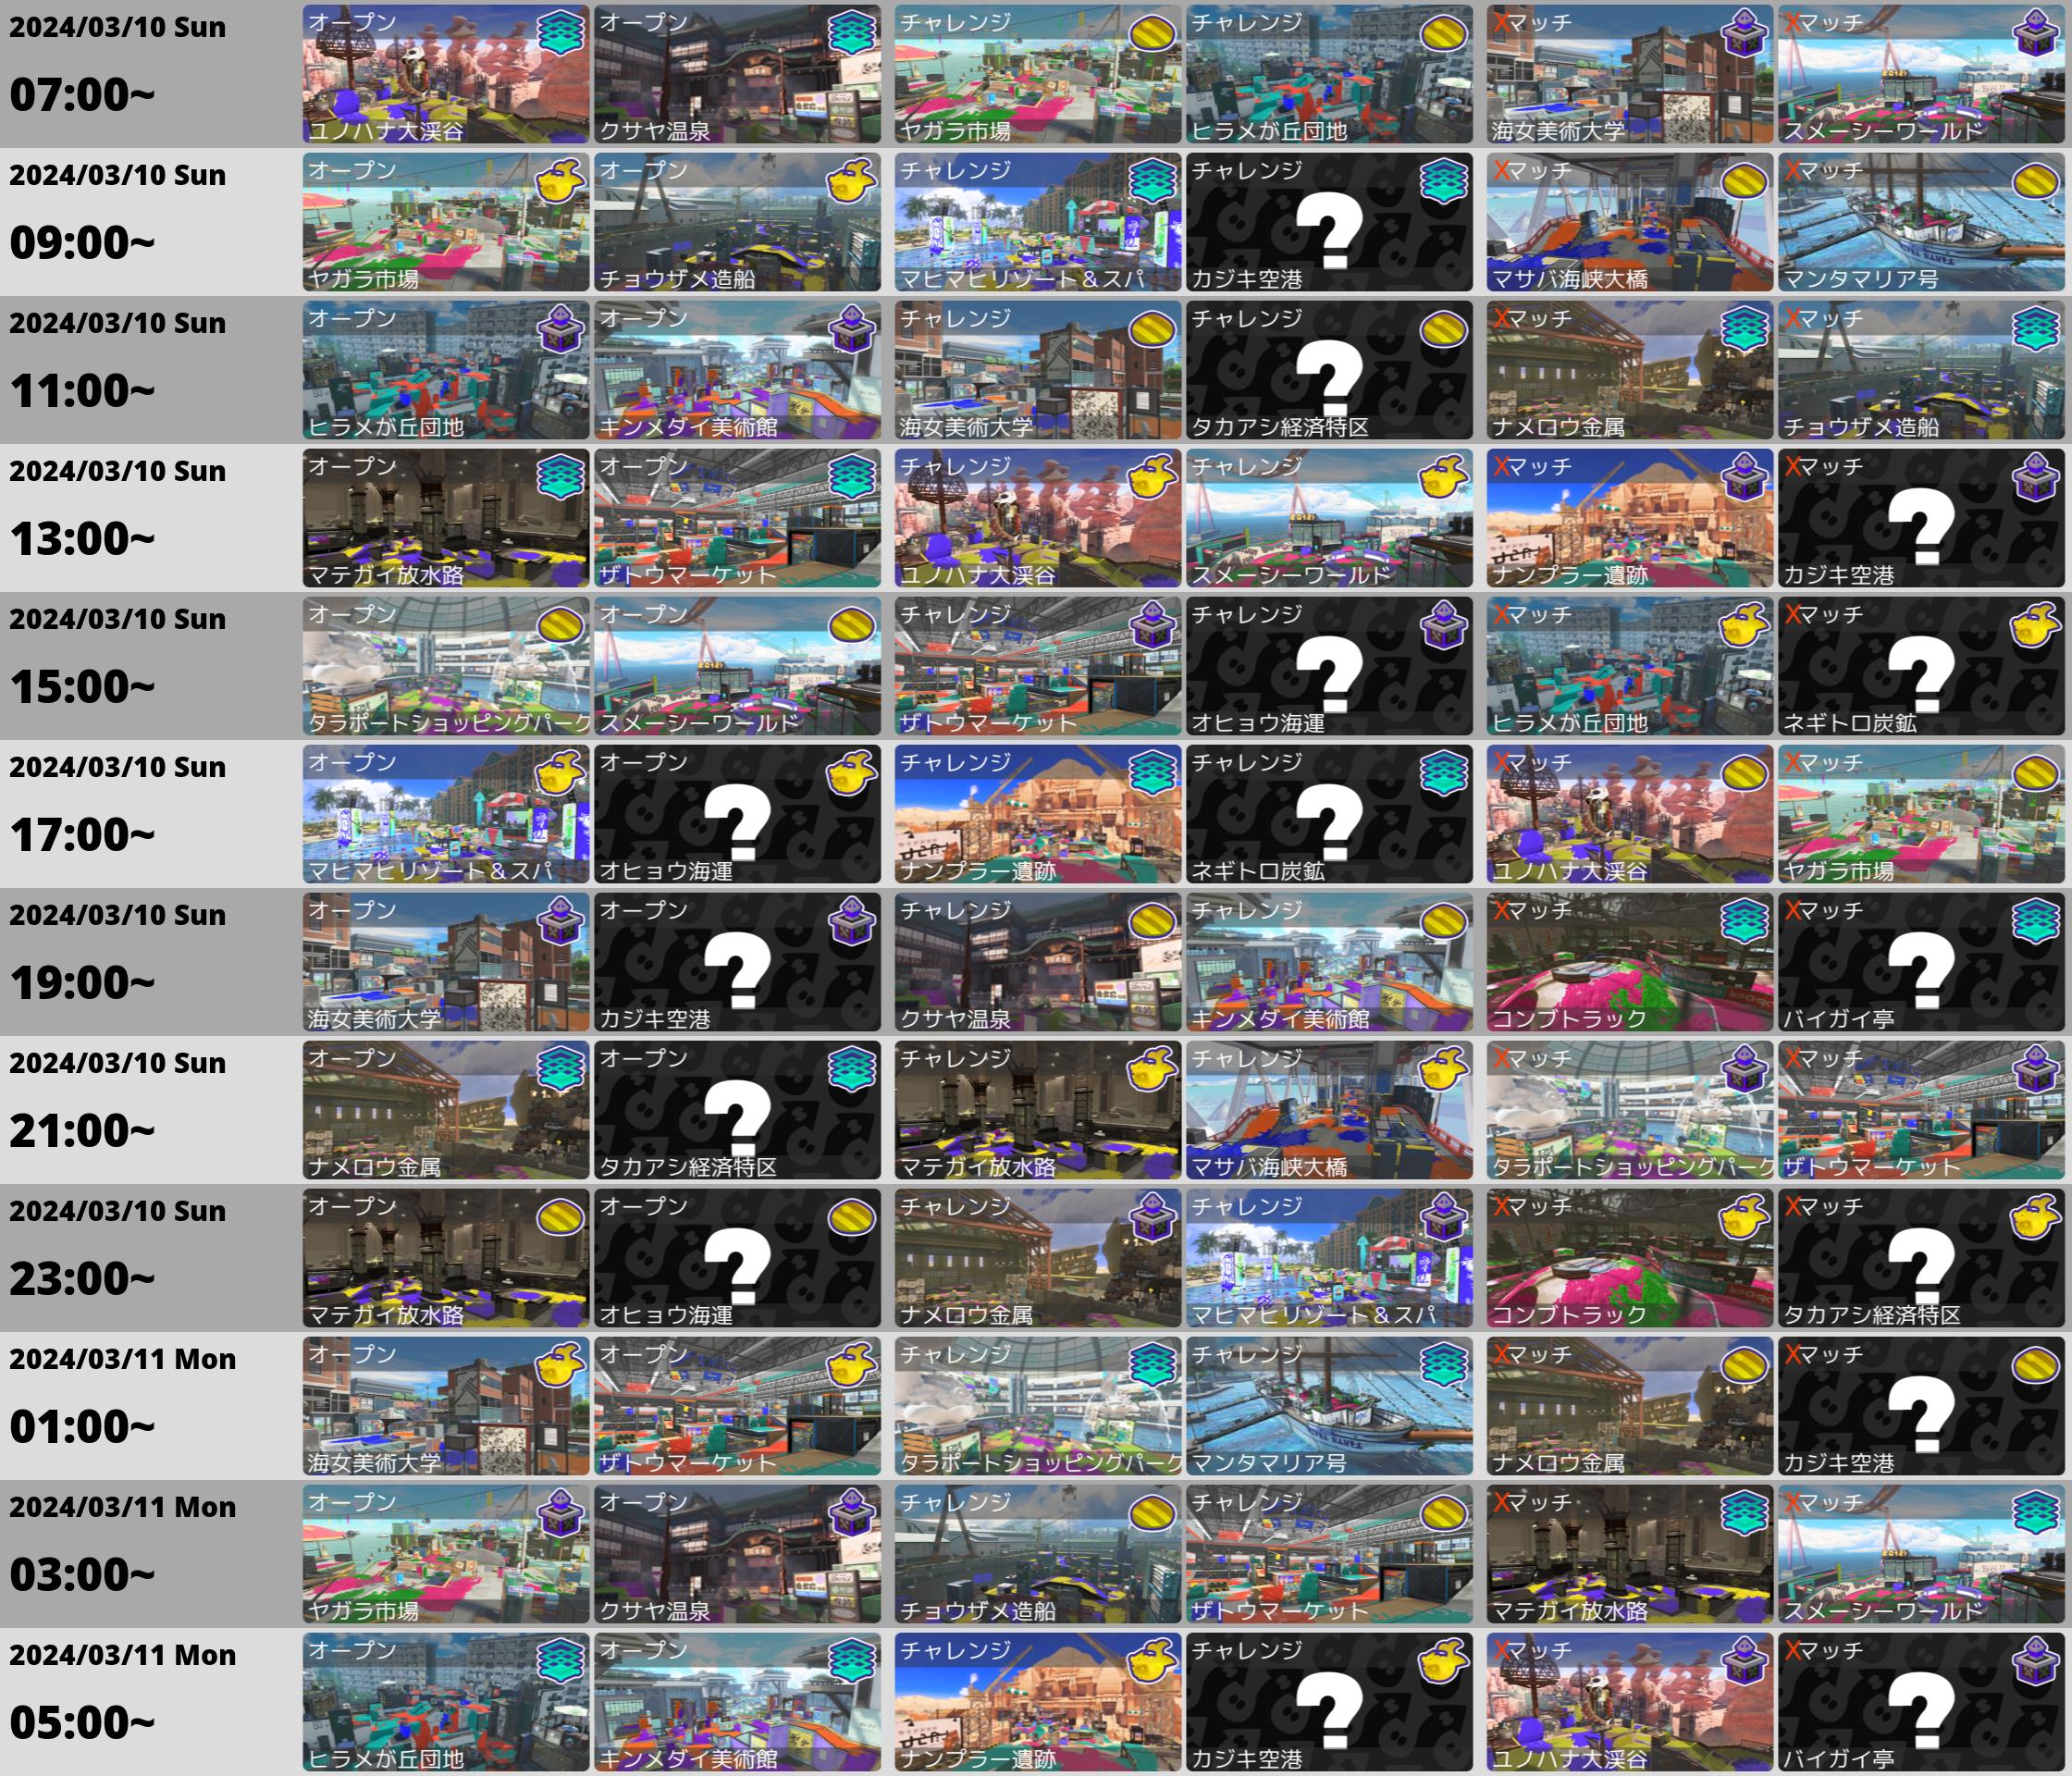 2024/03/10 Sun
07:00~
オープン
ユノハナ大渓谷
オープン
クサヤ温泉
チャレンジ
ヤガラ市場
チャレンジ
ヒラメが丘団地
Xマッチ
海女美術大学
Xマッチ
スメーシーワールド
2024/03/10 Sun
09:00~
オープン
ヤガラ市場
オープン
チョウザメ造船
チャレンジ
マヒマヒリゾート&スパ
チャレンジ
カジキ空港
Xマッチ
マサバ海峡大橋
Xマッチ
マンタマリア号
2024/03/10 Sun
11:00~
オープン
ヒラメが丘団地
オープン
キンメダイ美術館
チャレンジ
海女美術大学
チャレンジ
タカアシ経済特区
Xマッチ
ナメロウ金属
Xマッチ
チョウザメ造船
2024/03/10 Sun
13:00~
オープン
マテガイ放水路
オープン
ザトウマーケット
チャレンジ
ユノハナ大渓谷
チャレンジ
スメーシーワールド
Xマッチ
ナンプラー遺跡
Xマッチ
カジキ空港
2024/03/10 Sun
15:00~
オープン
タラポートショッピングパーク
オープン
スメーシーワールド
チャレンジ
ザトウマーケット
チャレンジ
オヒョウ海運
Xマッチ
ヒラメが丘団地
Xマッチ
ネギトロ炭鉱
2024/03/10 Sun
17:00~
オープン
マヒマヒリゾート&スパ
オープン
オヒョウ海運
チャレンジ
ナンプラー遺跡
チャレンジ
ネギトロ炭鉱
Xマッチ
ユノハナ大渓谷
Xマッチ
ヤガラ市場
2024/03/10 Sun
19:00~
オープン
海女美術大学
オープン
カジキ空港
チャレンジ
クサヤ温泉
チャレンジ
キンメダイ美術館
Xマッチ
コンブトラック
Xマッチ
バイガイ亭
2024/03/10 Sun
21:00~
オープン
ナメロウ金属
オープン
タカアシ経済特区
チャレンジ
マテガイ放水路
チャレンジ
マサバ海峡大橋
Xマッチ
タラポートショッピングパーク
Xマッチ
ザトウマーケット
2024/03/10 Sun
23:00~
オープン
マテガイ放水路
オープン
オヒョウ海運
チャレンジ
ナメロウ金属
チャレンジ
マヒマヒリゾート&スパ
Xマッチ
コンブトラック
Xマッチ
タカアシ経済特区
2024/03/11 Mon
01:00~
オープン
海女美術大学
オープン
ザトウマーケット
チャレンジ
タラポートショッピングパーク
チャレンジ
マンタマリア号
Xマッチ
ナメロウ金属
Xマッチ
カジキ空港
2024/03/11 Mon
03:00~
オープン
ヤガラ市場
オープン
クサヤ温泉
チャレンジ
チョウザメ造船
チャレンジ
ザトウマーケット
Xマッチ
マテガイ放水路
Xマッチ
スメーシーワールド
2024/03/11 Mon
05:00~
オープン
ヒラメが丘団地
オープン
キンメダイ美術館
チャレンジ
ナンプラー遺跡
チャレンジ
カジキ空港
Xマッチ
ユノハナ大渓谷
Xマッチ
バイガイ亭